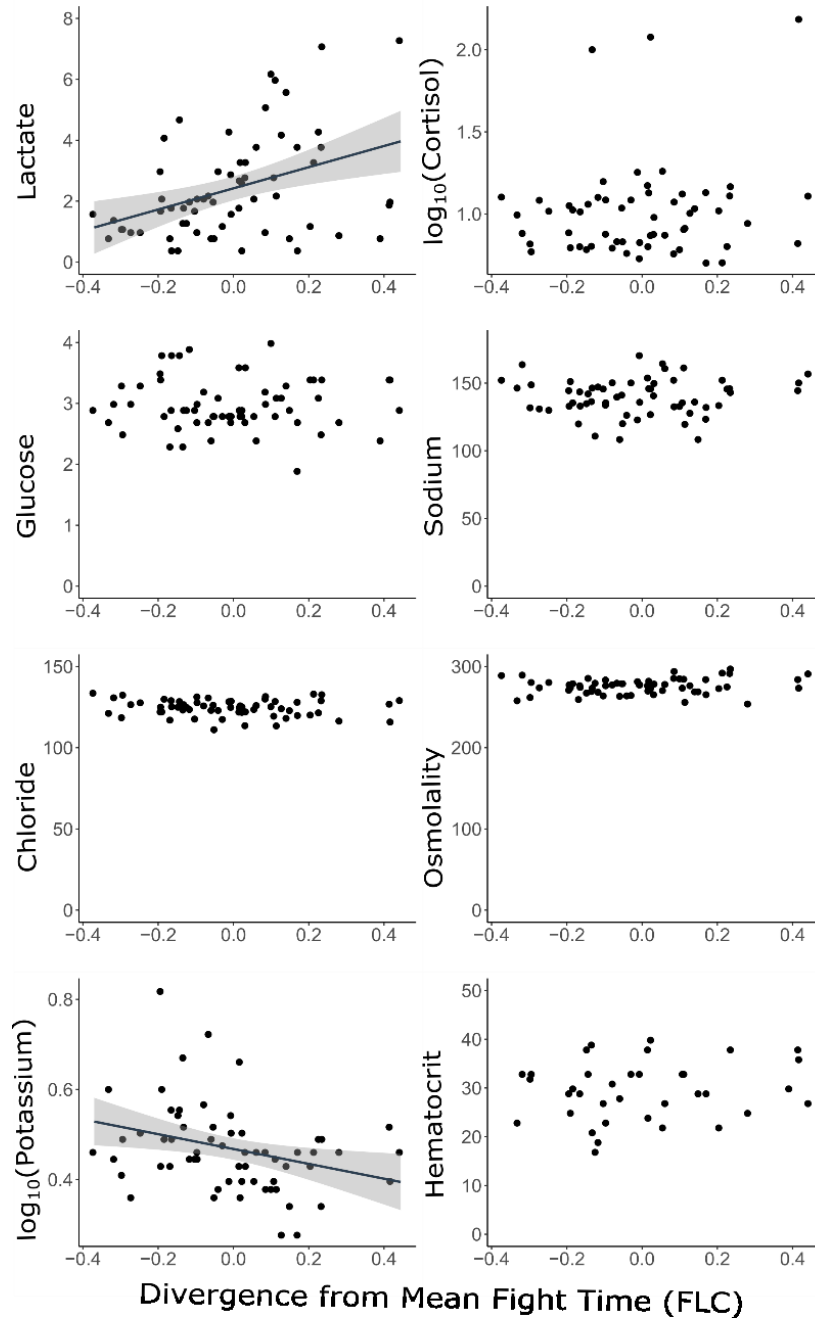 Lactate
8
6
4
2
0
−0.4 −0.2 0.0 0.2 0.4
log₁₀(Cortisol)
2.0
1.5
1.0
−0.4 −0.2 0.0 0.2 0.4
Glucose
4
3
2
1
0
−0.4 −0.2 0.0 0.2 0.4
Sodium
150
100
50
0
−0.4 −0.2 0.0 0.2 0.4
Chloride
150
100
50
0
−0.4 −0.2 0.0 0.2 0.4
Osmolality
300
200
100
0
−0.4 −0.2 0.0 0.2 0.4
log₁₀(Potassium)
0.8
0.6
0.4
−0.4 −0.2 0.0 0.2 0.4
Hematocrit
50
40
30
20
10
0
−0.4 −0.2 0.0 0.2 0.4
Divergence from Mean Fight Time (FLC)